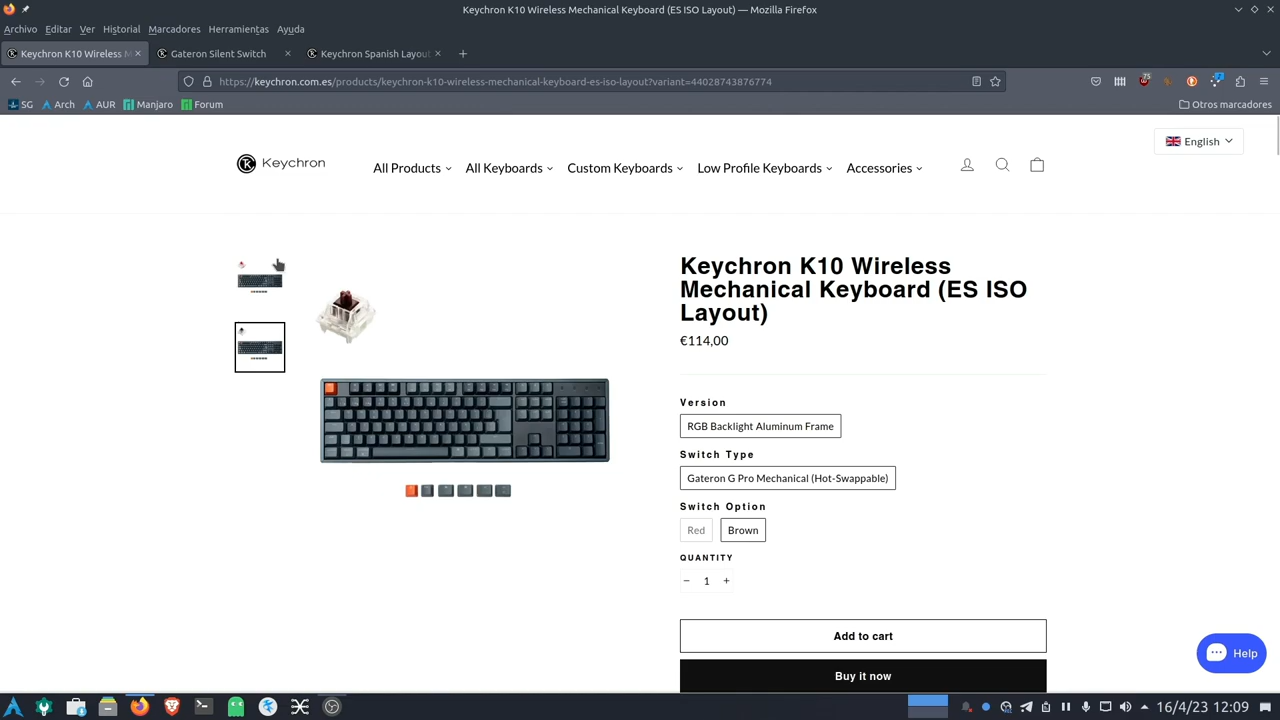 Keychron K10 Wireless Mechanical Keyboard (ES ISO Layout) — Mozilla Firefox
Archivo Editar Ver Historial Marcadores Herramientas Ayuda
Keychron K10 Wireless M
Gateron Silent Switch
Keychron Spanish Layout
https://keychron.com.es/products/keychron-k10-wireless-mechanical-keyboard-es-iso-layout?variant=44028743876774
75
2
SG Arch AUR Manjaro Forum Otros marcadores
English
Keychron
All Products All Keyboards Custom Keyboards Low Profile Keyboards Accessories
Keychron K10 Wireless
Mechanical Keyboard (ES ISO
Layout)
€114,00
Version
RGB Backlight Aluminum Frame
Switch Type
Gateron G Pro Mechanical (Hot-Swappable)
Switch Option
Red Brown
QUANTITY
− 1 +
Add to cart
Help
Buy it now
16/4/23 12:09